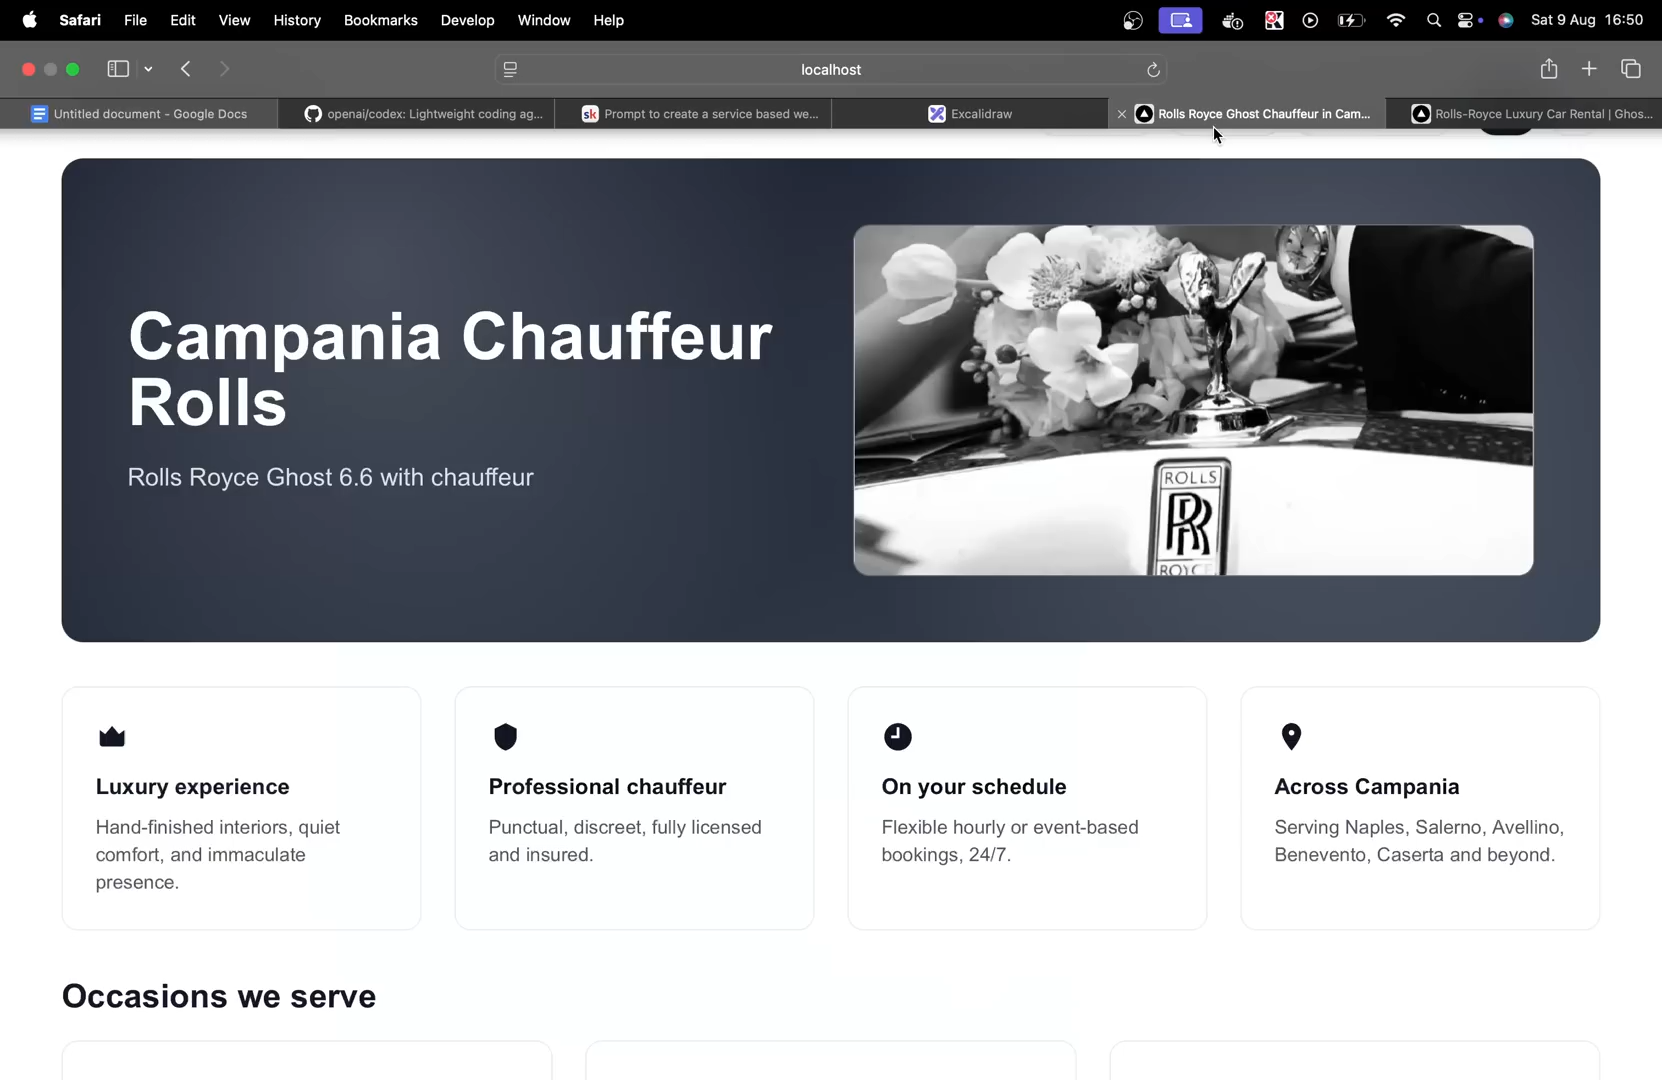 Safari File Edit View History Bookmarks Develop Window Help Sat 9 Aug 16:50
localhost
Untitled document - Google Docs openai/codex: Lightweight coding ag... sk Prompt to create a service based we... Excalidraw Rolls Royce Ghost Chauffeur in Cam... Rolls-Royce Luxury Car Rental | Ghos...
Campania Chauffeur
Rolls
Rolls Royce Ghost 6.6 with chauffeur
ROLLS
RR
ROYCE
Luxury experience
Hand-finished interiors, quiet
comfort, and immaculate
presence.
Professional chauffeur
Punctual, discreet, fully licensed
and insured.
On your schedule
Flexible hourly or event-based
bookings, 24/7.
Across Campania
Serving Naples, Salerno, Avellino,
Benevento, Caserta and beyond.
Occasions we serve